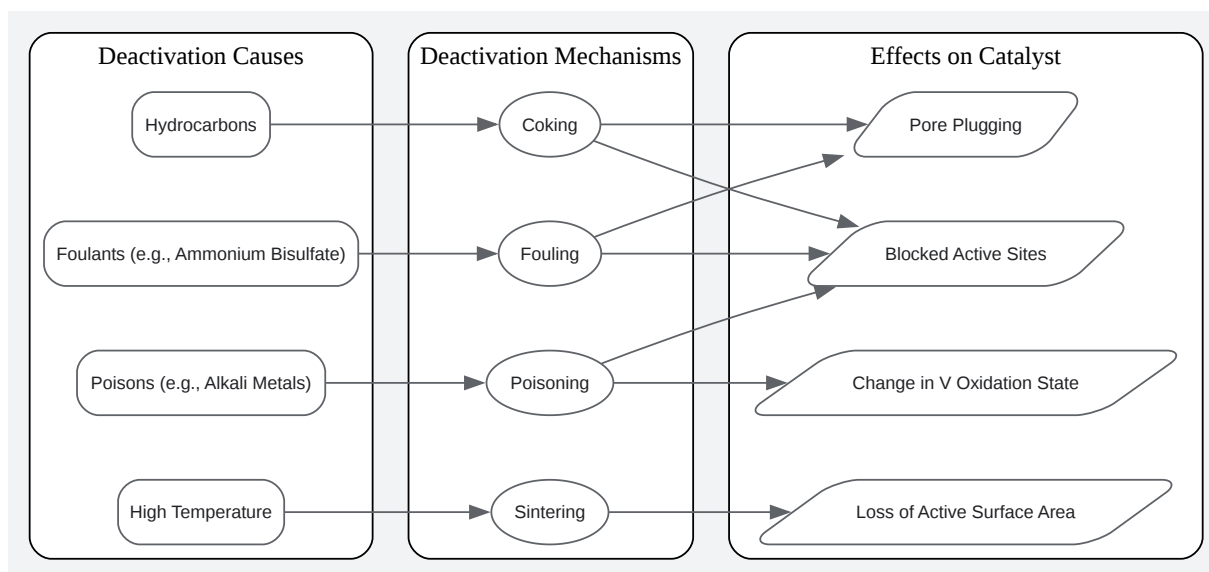 Deactivation Causes
Deactivation Mechanisms
Effects on Catalyst
Hydrocarbons
Coking
Pore Plugging
Foulants (e.g., Ammonium Bisulfate)
Fouling
Blocked Active Sites
Poisons (e.g., Alkali Metals)
Poisoning
Change in V Oxidation State
High Temperature
Sintering
Loss of Active Surface Area